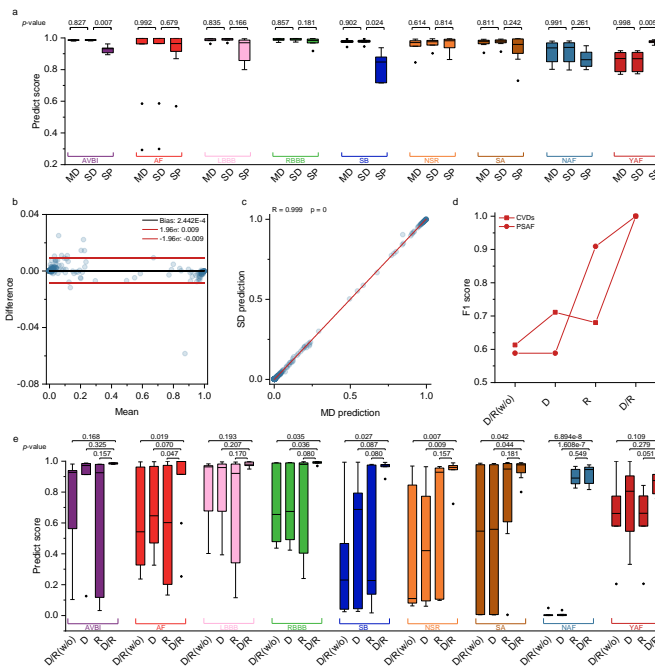 a
p-value
0.827 0.007 0.992 0.679 0.835 0.166 0.857 0.181 0.902 0.024 0.614 0.814 0.811 0.242 0.991 0.261 0.998 0.005
Predict score
1.0
0.8
0.6
0.4
0.2
AVBI AF LBBB RBBB SB NSR SA NAF YAF
MD SD SP MD SD SP MD SD SP MD SD SP MD SD SP MD SD SP MD SD SP MD SD SP MD SD SP
b
Bias: 2.442E-4
1.96σ: 0.009
-1.96σ: -0.009
Difference
0.04
0.00
-0.04
-0.08
0.0 0.2 0.4 0.6 0.8 1.0
Mean
c
R = 0.999 p = 0
SD prediction
1.0
0.5
0.0
0.0 0.5 1.0
MD prediction
d
CVDs
PSAF
F1 score
1.0
0.9
0.8
0.7
0.6
0.5
D/R(w/o) D R D/R
e
p-value
0.168 0.019 0.193 0.035 0.027 0.007 0.042 6.894e-8 0.109
0.325 0.070 0.207 0.036 0.087 0.009 0.044 1.608e-7 0.279
0.157 0.047 0.170 0.080 0.080 0.157 0.181 0.549 0.051
Predict score
1.0
0.8
0.6
0.4
0.2
0.0
AVBI AF LBBB RBBB SB NSR SA NAF YAF
D/R(w/o) D R D/R D/R(w/o) D R D/R D/R(w/o) D R D/R D/R(w/o) D R D/R D/R(w/o) D R D/R D/R(w/o) D R D/R D/R(w/o) D R D/R D/R(w/o) D R D/R D/R(w/o) D R D/R